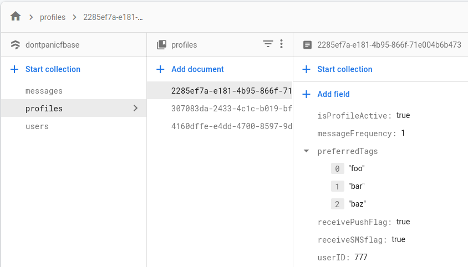 profiles > 2285ef7a-e181-...
dontpanicfbase
+ Start collection
messages
profiles
users
profiles
+ Add document
2285ef7a-e181-4b95-866f-71
307083da-2433-4c1c-b019-bf
4160dffe-e4dd-4700-8597-9d
2285ef7a-e181-4b95-866f-71e004b6b473
+ Start collection
+ Add field
isProfileActive: true
messageFrequency: 1
preferredTags
0 "foo"
1 "bar"
2 "baz"
receivePushFlag: true
receiveSMSflag: true
userID: 777